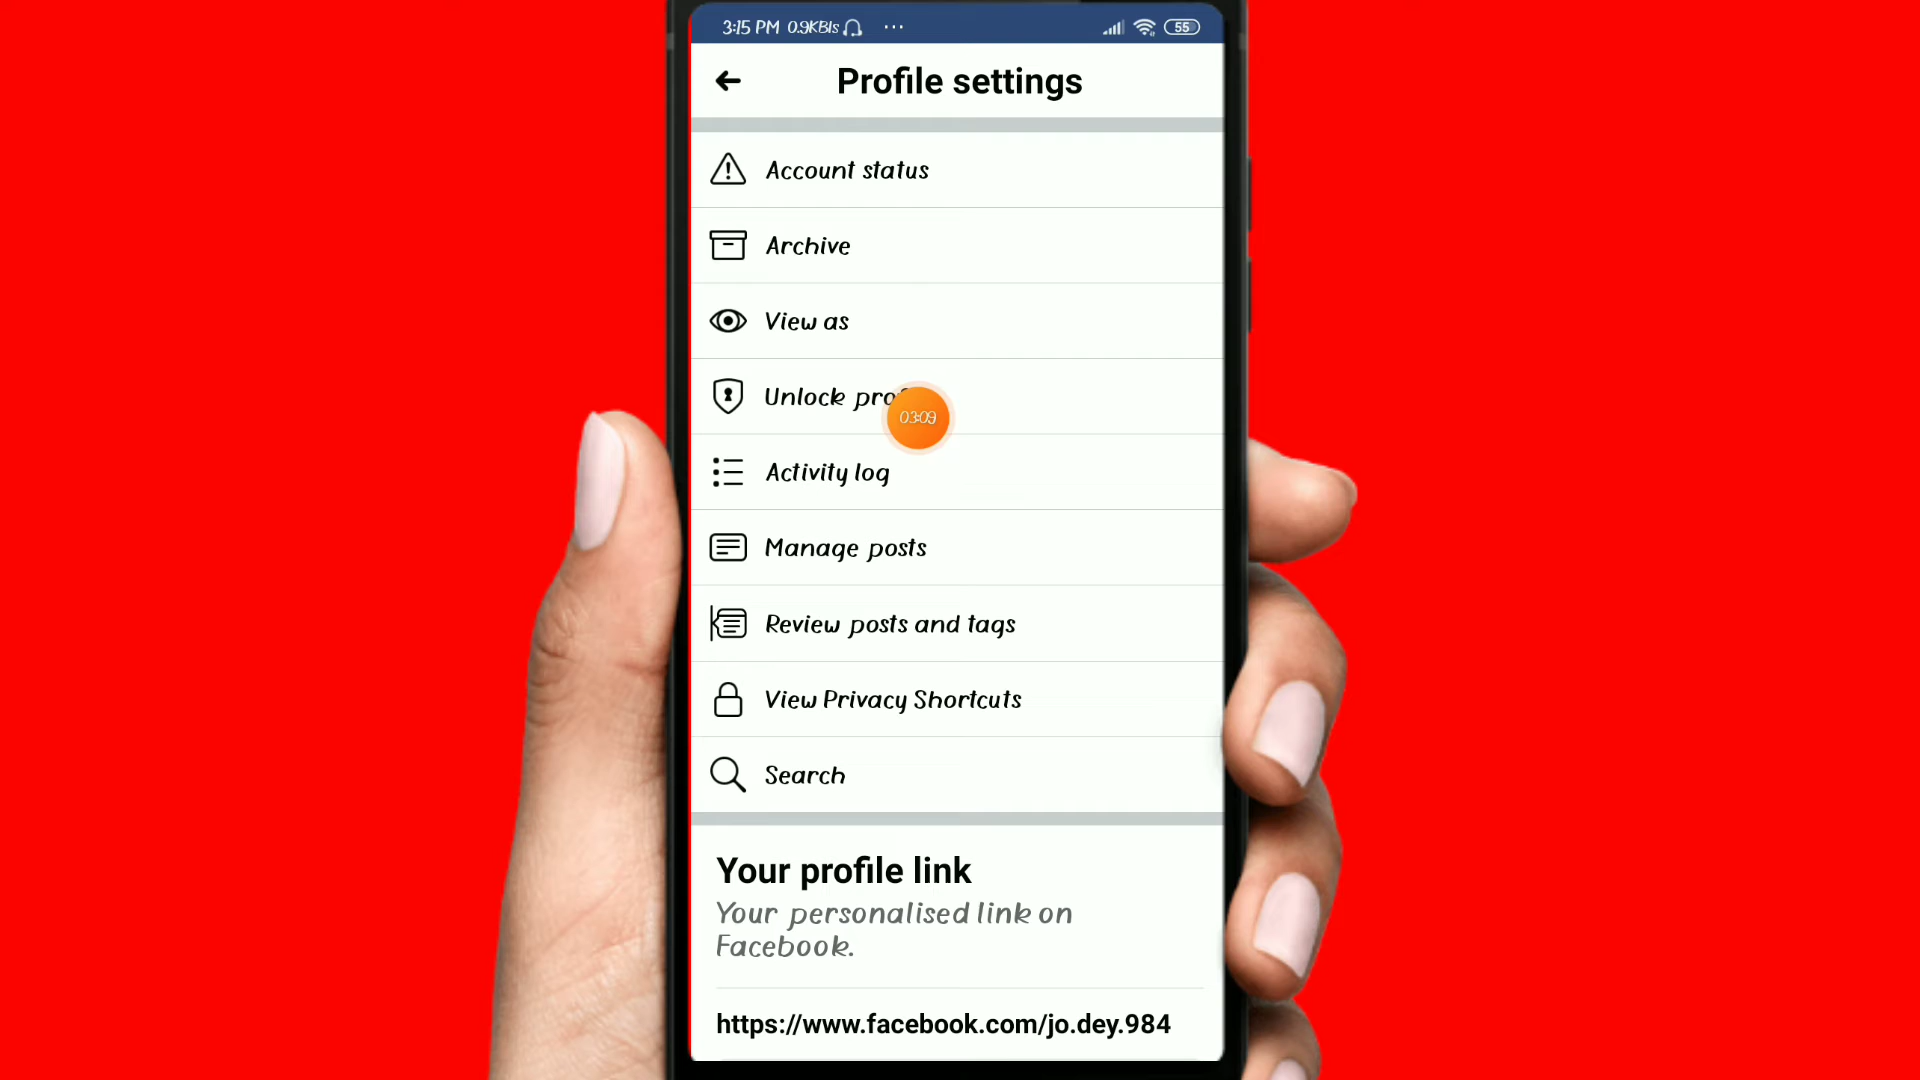 3:15 PM 0.9KB/s ... 55
Profile settings
Account status
Archive
View as
Unlock
03:09
Activity log
Manage posts
Review posts and tags
View Privacy Shortcuts
Search
Your profile link
Your personalised link on
Facebook.
https://www.facebook.com/jo.dey.984